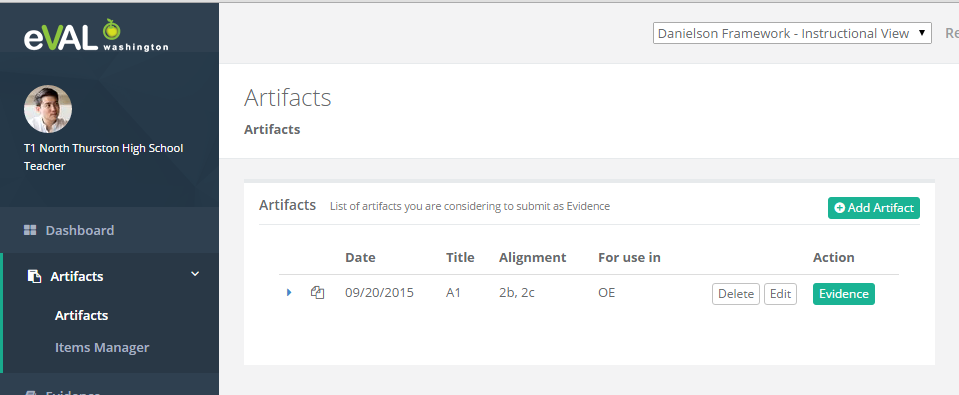 eVAL washington
Danielson Framework - Instructional View
Re
T1 North Thurston High School
Teacher
Dashboard
Artifacts
Artifacts
Items Manager
Evidence
Artifacts
Artifacts
Artifacts List of artifacts you are considering to submit as Evidence Add Artifact
Date Title Alignment For use in Action
09/20/2015 A1 2b, 2c OE Delete Edit Evidence